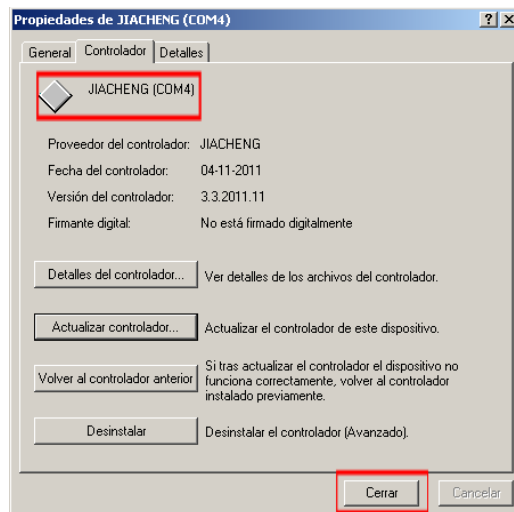 Propiedades de JIACHENG (COM4)
General Controlador Detalles
JIACHENG (COM4)
Proveedor del controlador: JIACHENG
Fecha del controlador: 04-11-2011
Versión del controlador: 3.3.2011.11
Firmante digital: No está firmado digitalmente
Detalles del controlador... Ver detalles de los archivos del controlador.
Actualizar controlador... Actualizar el controlador de este dispositivo.
Volver al controlador anterior Si tras actualizar el controlador el dispositivo no
funciona correctamente, volver al controlador
instalado previamente.
Desinstalar Desinstalar el controlador (Avanzado).
Cerrar Cancelar